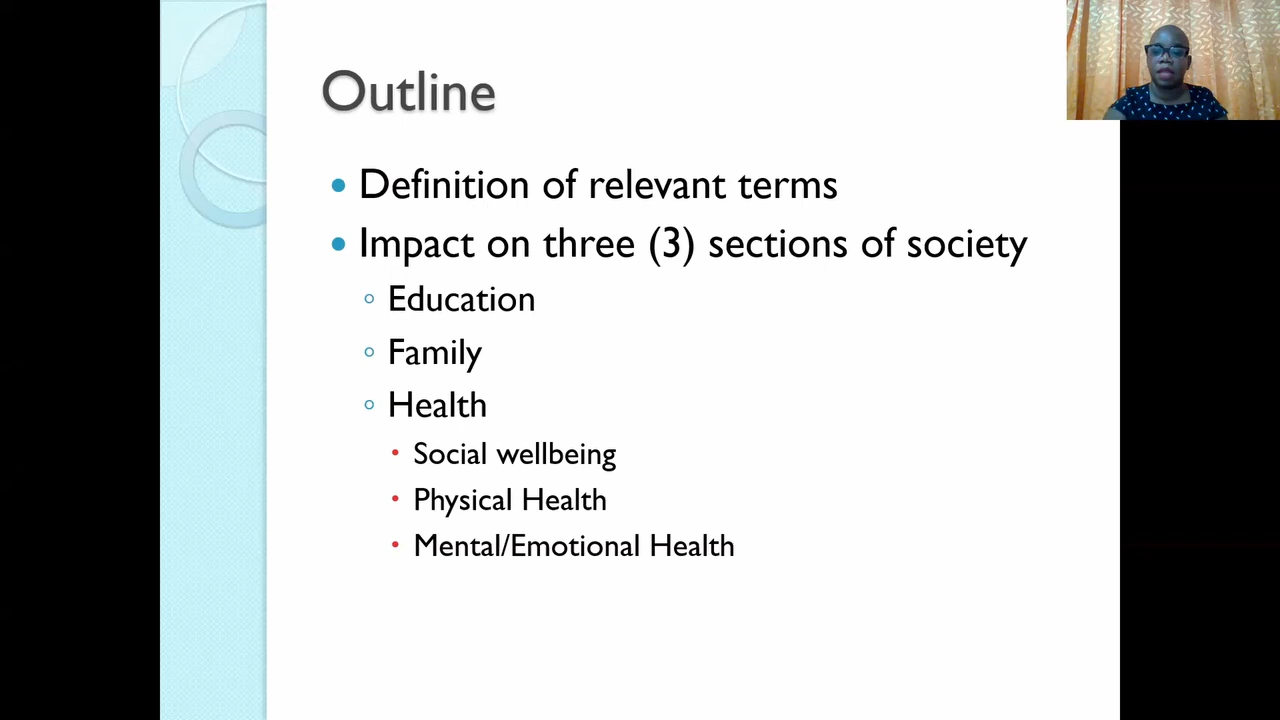 Outline
Definition of relevant terms
Impact on three (3) sections of society
Education
Family
Health
Social wellbeing
Physical Health
Mental/Emotional Health